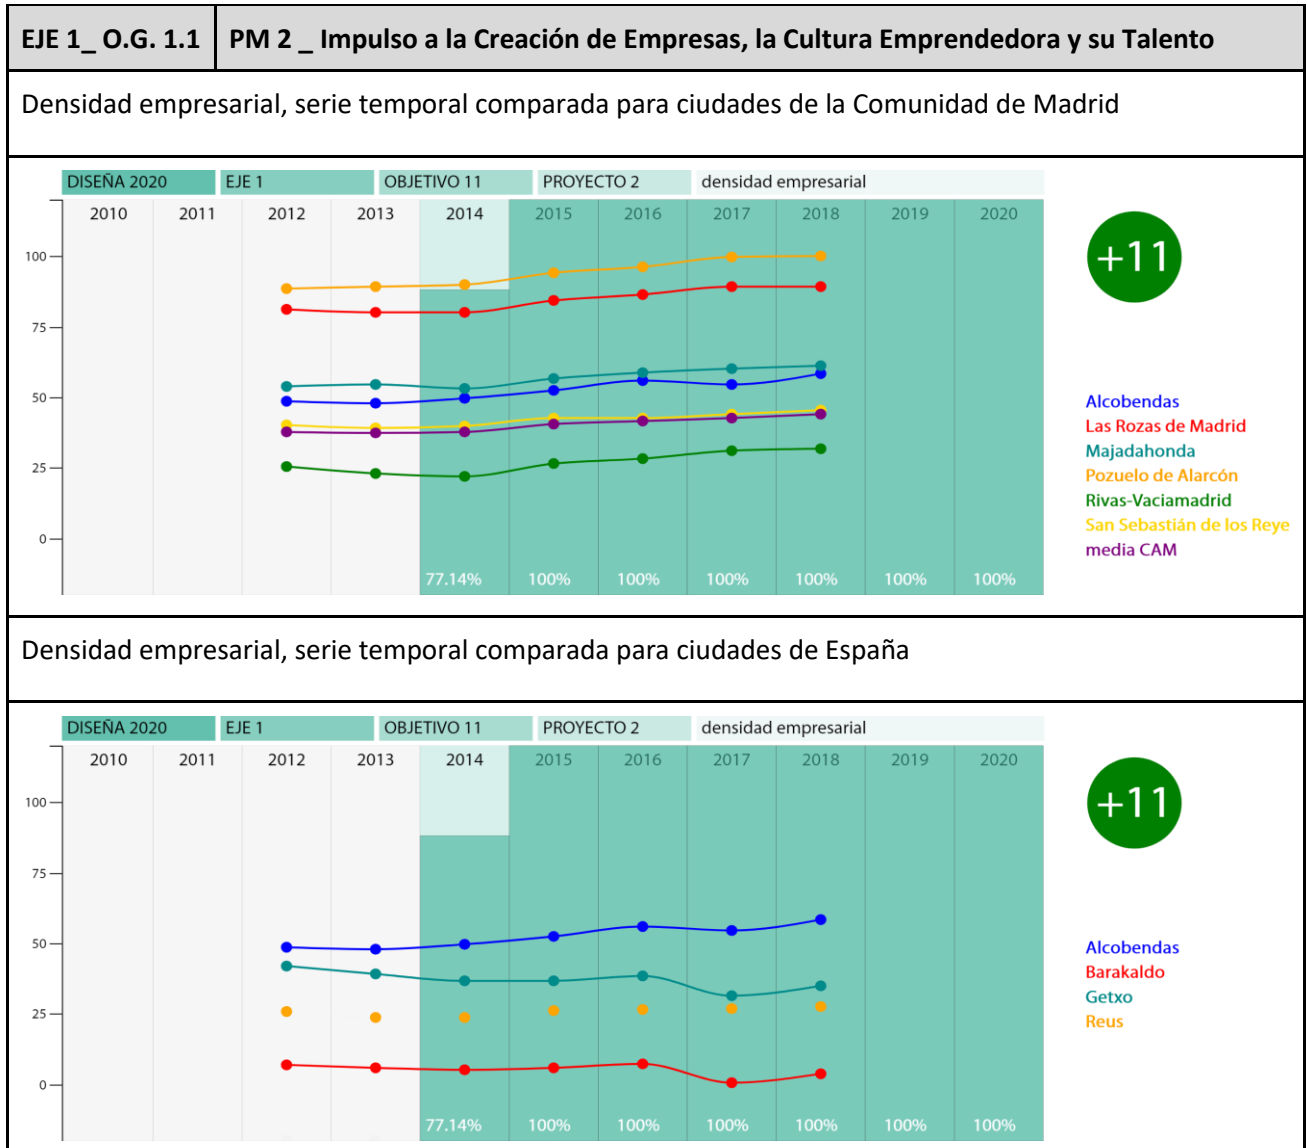 EJE 1_ O.G. 1.1 PM 2 _ Impulso a la Creación de Empresas, la Cultura Emprendedora y su Talento
Densidad empresarial, serie temporal comparada para ciudades de la Comunidad de Madrid
DISEÑA 2020 EJE 1 OBJETIVO 11 PROYECTO 2 densidad empresarial
2010 2011 2012 2013 2014 2015 2016 2017 2018 2019 2020
+11
100
75
50
25
0
Alcobendas
Las Rozas de Madrid
Majadahonda
Pozuelo de Alarcón
Rivas-Vaciamadrid
San Sebastián de los Reye
media CAM
77.14% 100% 100% 100% 100% 100% 100%
Densidad empresarial, serie temporal comparada para ciudades de España
DISEÑA 2020 EJE 1 OBJETIVO 11 PROYECTO 2 densidad empresarial
2010 2011 2012 2013 2014 2015 2016 2017 2018 2019 2020
+11
100
75
50
25
0
Alcobendas
Barakaldo
Getxo
Reus
77.14% 100% 100% 100% 100% 100% 100%